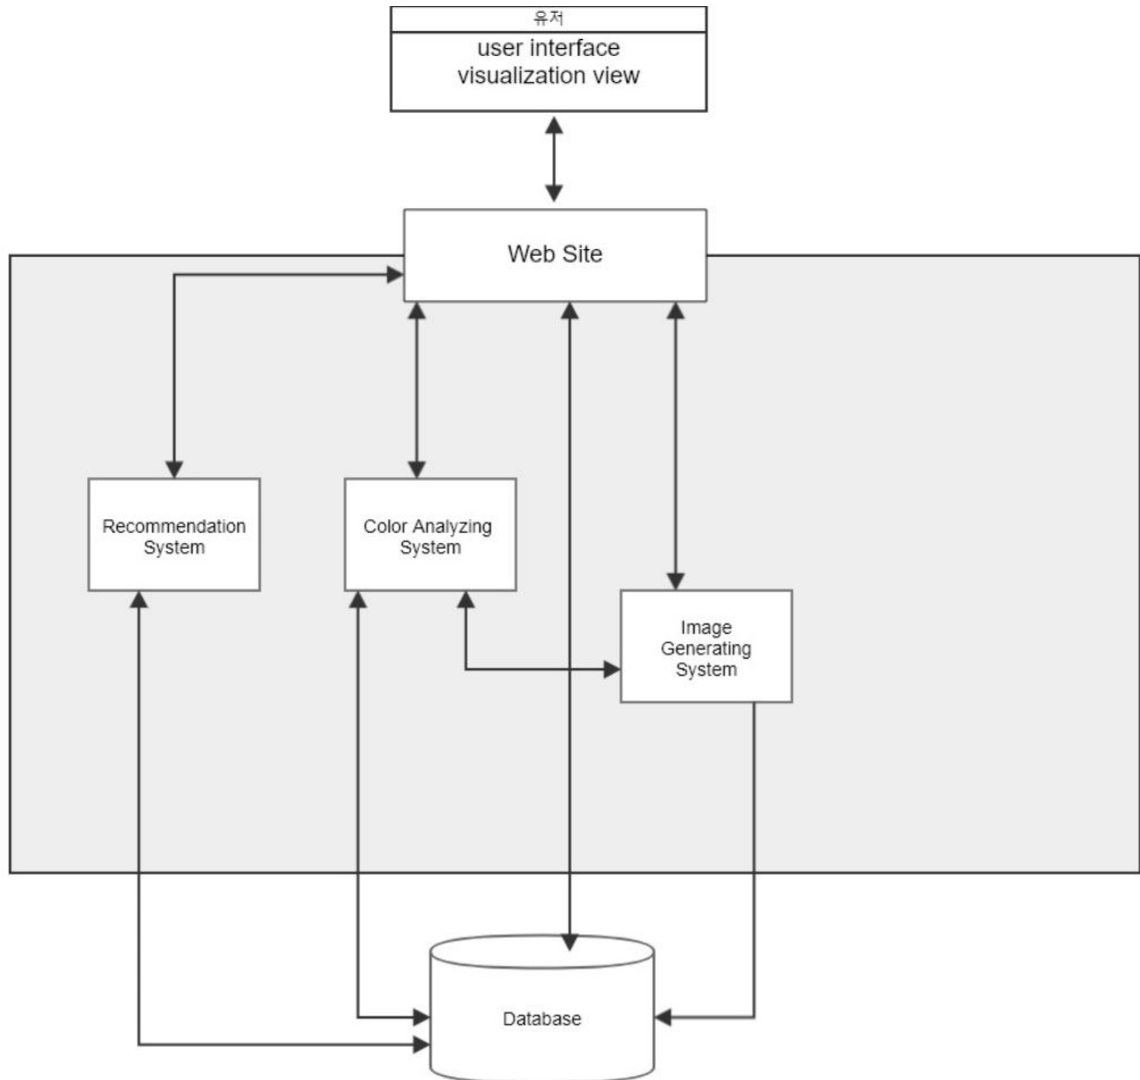 유저
user interface
visualization view
Web Site
Recommendation
System
Color Analyzing
System
Image
Generating
System
Database